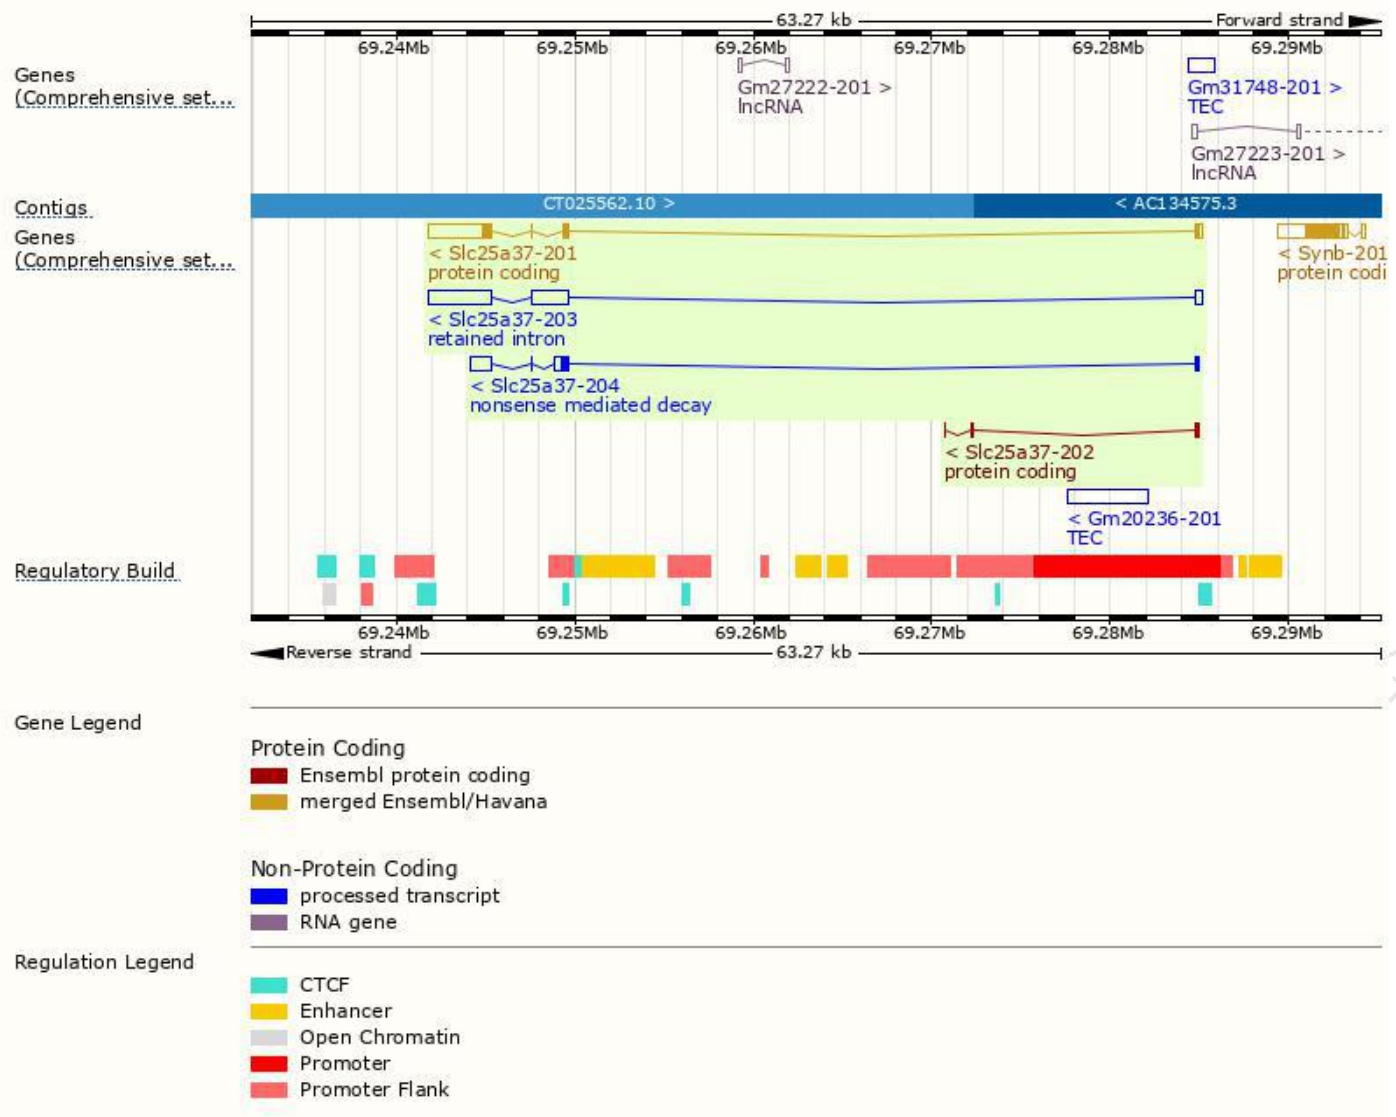 63.27 kb Forward strand
69.24Mb 69.25Mb 69.26Mb 69.27Mb 69.28Mb 69.29Mb
Genes
(Comprehensive set...
Gm27222-201 >
lncRNA
Gm31748-201 >
TEC
Gm27223-201 >
lncRNA
Contigs
CT025562.10 > < AC134575.3
Genes
(Comprehensive set...
< Slc25a37-201
protein coding
< Synb-201
protein codi
< Slc25a37-203
retained intron
< Slc25a37-204
nonsense mediated decay
< Slc25a37-202
protein coding
< Gm20236-201
TEC
Regulatory Build
69.24Mb 69.25Mb 69.26Mb 69.27Mb 69.28Mb 69.29Mb
Reverse strand 63.27 kb
Gene Legend
Protein Coding
Ensembl protein coding
merged Ensembl/Havana
Non-Protein Coding
processed transcript
RNA gene
Regulation Legend
CTCF
Enhancer
Open Chromatin
Promoter
Promoter Flank